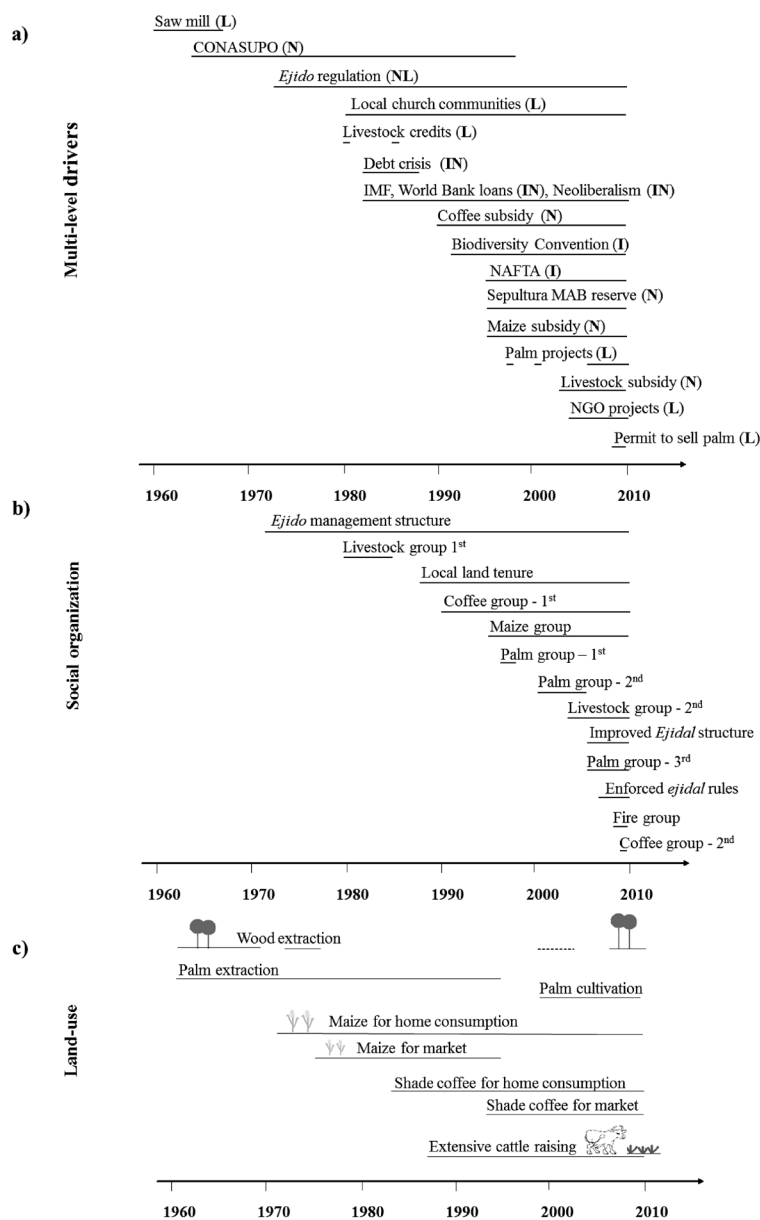 a)
Multi-level drivers
Saw mill (L)
CONASUPO (N)
Ejido regulation (NL)
Local church communities (L)
Livestock credits (L)
Debt crisis (IN)
IMF, World Bank loans (IN), Neoliberalism (IN)
Coffee subsidy (N)
Biodiversity Convention (I)
NAFTA (I)
Sepultura MAB reserve (N)
Maize subsidy (N)
Palm projects (L)
Livestock subsidy (N)
NGO projects (L)
Permit to sell palm (L)
1960 1970 1980 1990 2000 2010
b)
Social organization
Ejido management structure
Livestock group 1st
Local land tenure
Coffee group - 1st
Maize group
Palm group – 1st
Palm group - 2nd
Livestock group - 2nd
Improved Ejidal structure
Palm group - 3rd
Enforced ejidal rules
Fire group
Coffee group - 2nd
1960 1970 1980 1990 2000 2010
c)
Land-use
Wood extraction
Palm extraction
Palm cultivation
Maize for home consumption
Maize for market
Shade coffee for home consumption
Shade coffee for market
Extensive cattle raising
1960 1970 1980 1990 2000 2010